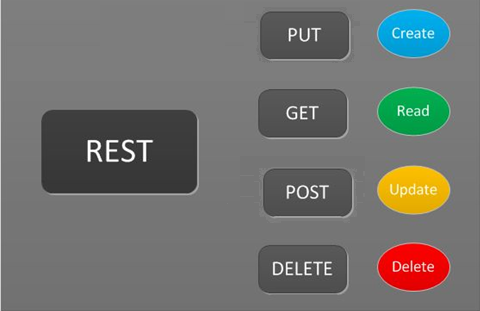 REST
PUT
Create
GET
Read
POST
Update
DELETE
Delete